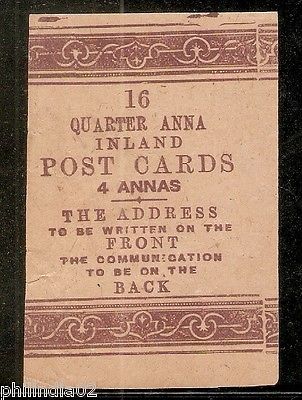 16
QUARTER ANNA
INLAND
POST CARDS
4 ANNAS
THE ADDRESS
TO BE WRITTEN ON THE
FRONT
THE COMMUNICATION
TO BE ON THE
BACK
philindia02